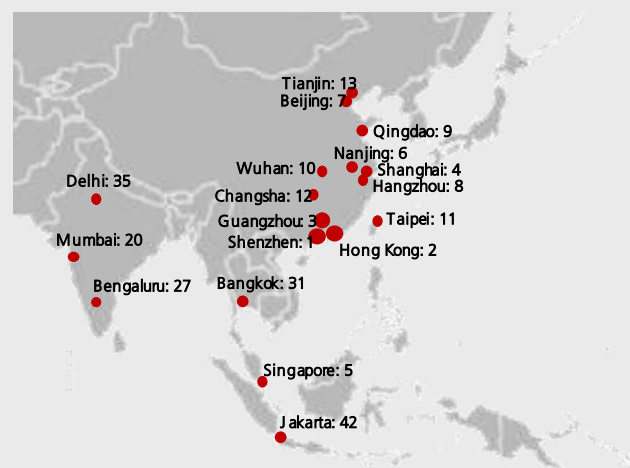 Tianjin: 13
Beijing: 7
Qingdao: 9
Nanjing: 6
Wuhan: 10
Shanghai: 4
Delhi: 35
Hangzhou: 8
Changsha: 12
Guangzhou: 3
Taipei: 11
Mumbai: 20
Shenzhen: 1
Hong Kong: 2
Bengaluru: 27
Bangkok: 31
Singapore: 5
Jakarta: 42